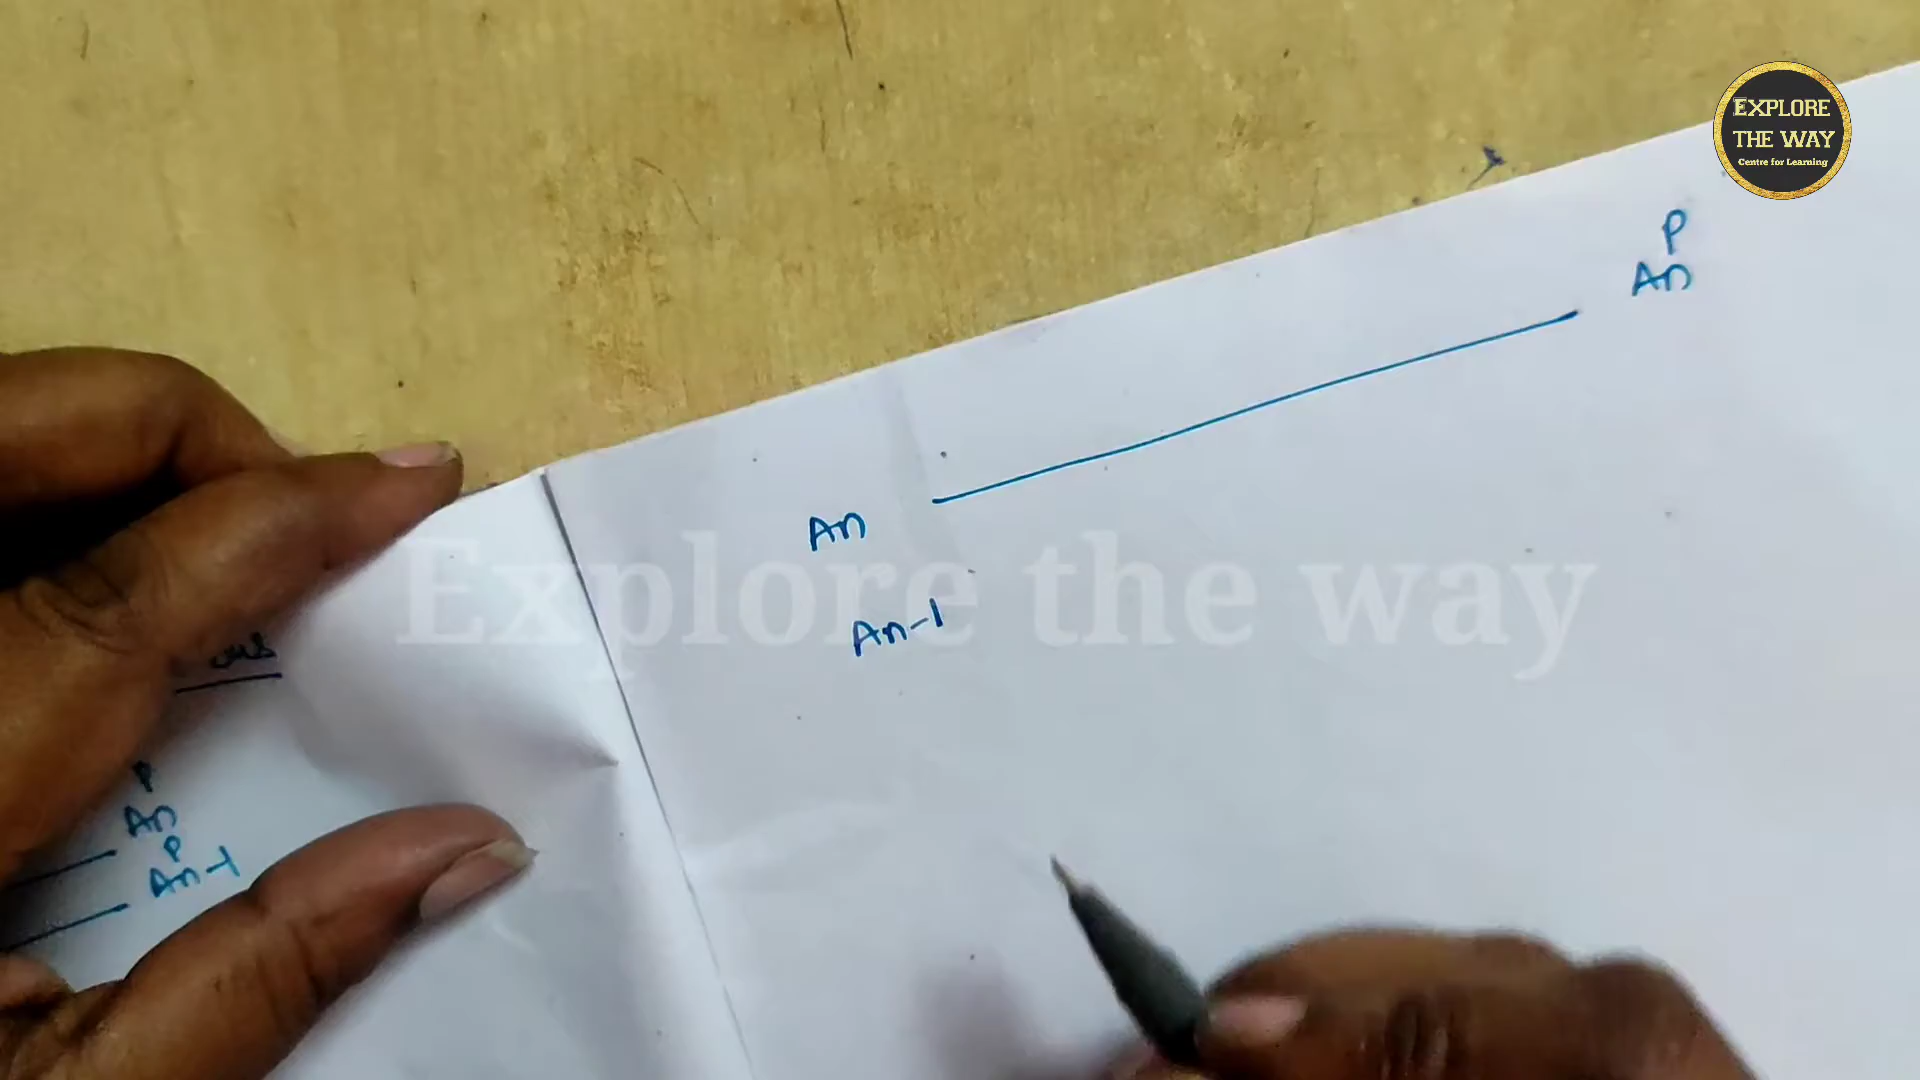 EXPLORE
THE WAY
Centre for Learning
P
An
An
An-1
Explore the way
P
An
P
An-1